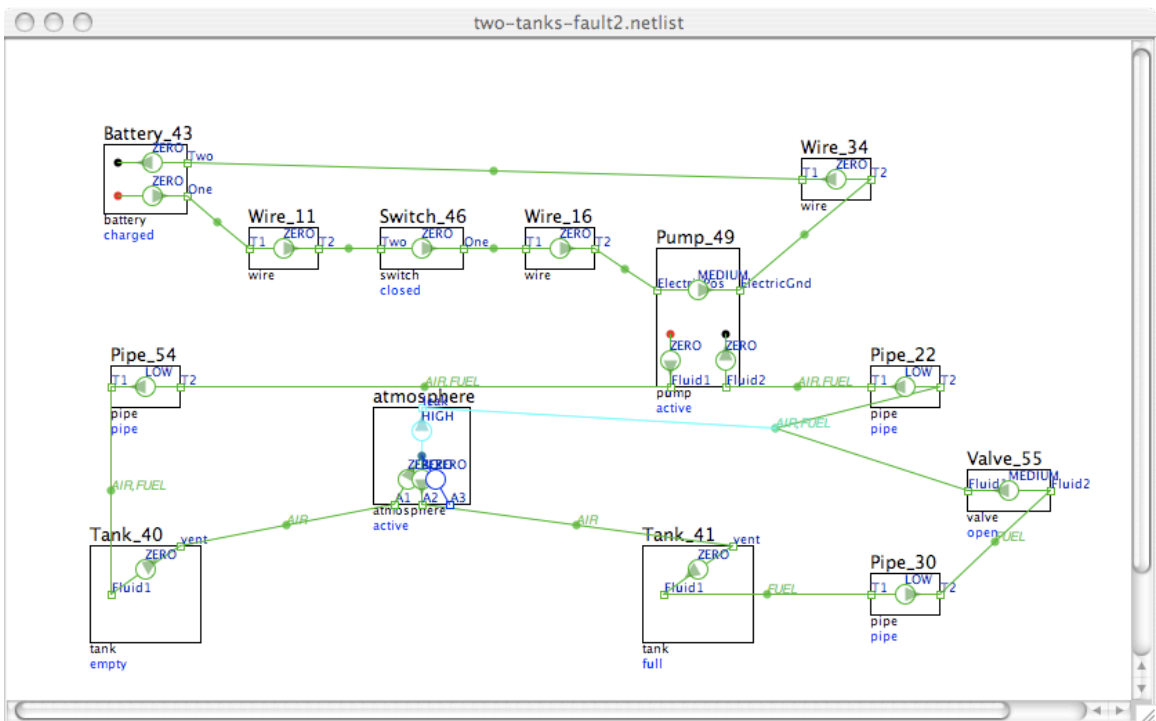 two-tanks-fault2.netlist
Battery_43
ZERO
Two
ZERO
One
battery
charged
Wire_34
ZERO
T1
T2
wire
Wire_11
ZERO
T1
T2
wire
Switch_46
ZERO
Two
One
switch
closed
Wire_16
ZERO
T1
T2
wire
Pump_49
MEDIUM
ElectricPos
ElectricGnd
ZERO
ZERO
Fluid1
Fluid2
pump
active
Pipe_54
LOW
T1
T2
pipe
pipe
AIR,FUEL
AIR,FUEL
Pipe_22
LOW
T1
T2
pipe
pipe
atmosphere
leak
HIGH
AIR,FUEL
ZERO
ZERO
A1
A2
A3
atmosphere
active
Valve_55
MEDIUM
Fluid2
valve
open
AIR,FUEL
AIR
AIR
FUEL
Tank_40
vent
ZERO
Fluid1
tank
empty
Tank_41
vent
ZERO
Fluid1
tank
full
FUEL
Pipe_30
LOW
T1
T2
pipe
pipe